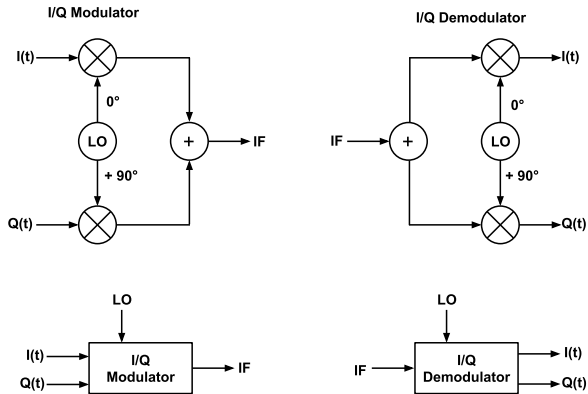 I/Q Modulator
I(t)
0°
LO
+
IF
+ 90°
Q(t)
I/Q Demodulator
I(t)
0°
IF
+
LO
+ 90°
Q(t)
LO
I(t)
Q(t)
I/Q
Modulator
IF
LO
IF
I/Q
Demodulator
I(t)
Q(t)